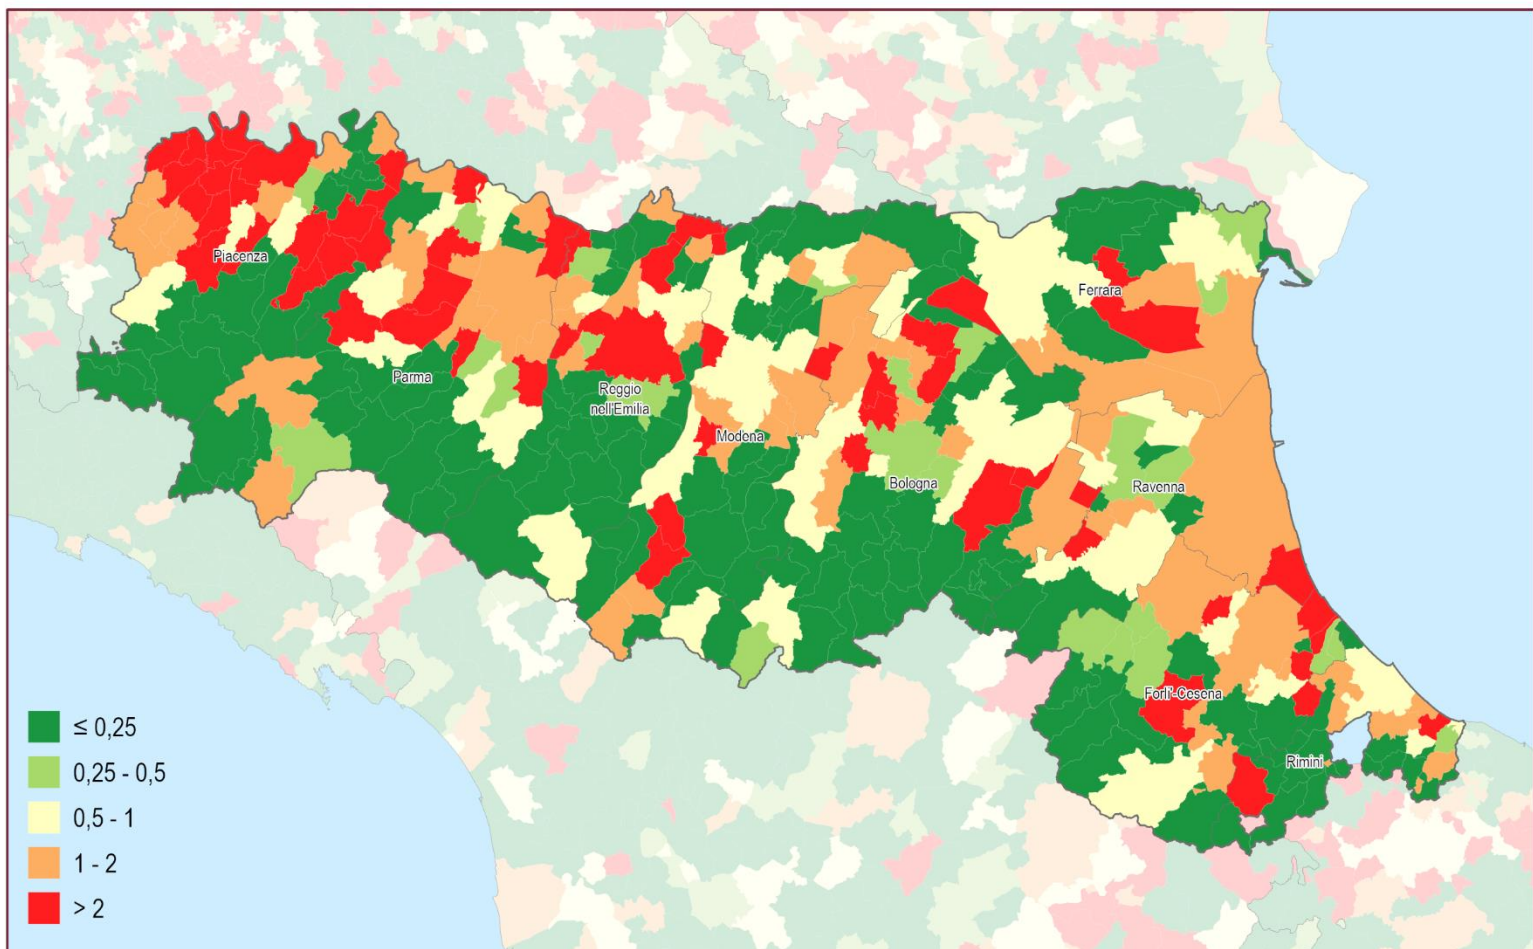 Piacenza
Ferrara
Parma
Reggio
nell'Emilia
Modena
Bologna
Ravenna
Forli'-Cesena
Rimini
≤ 0,25
0,25 - 0,5
0,5 - 1
1 - 2
> 2